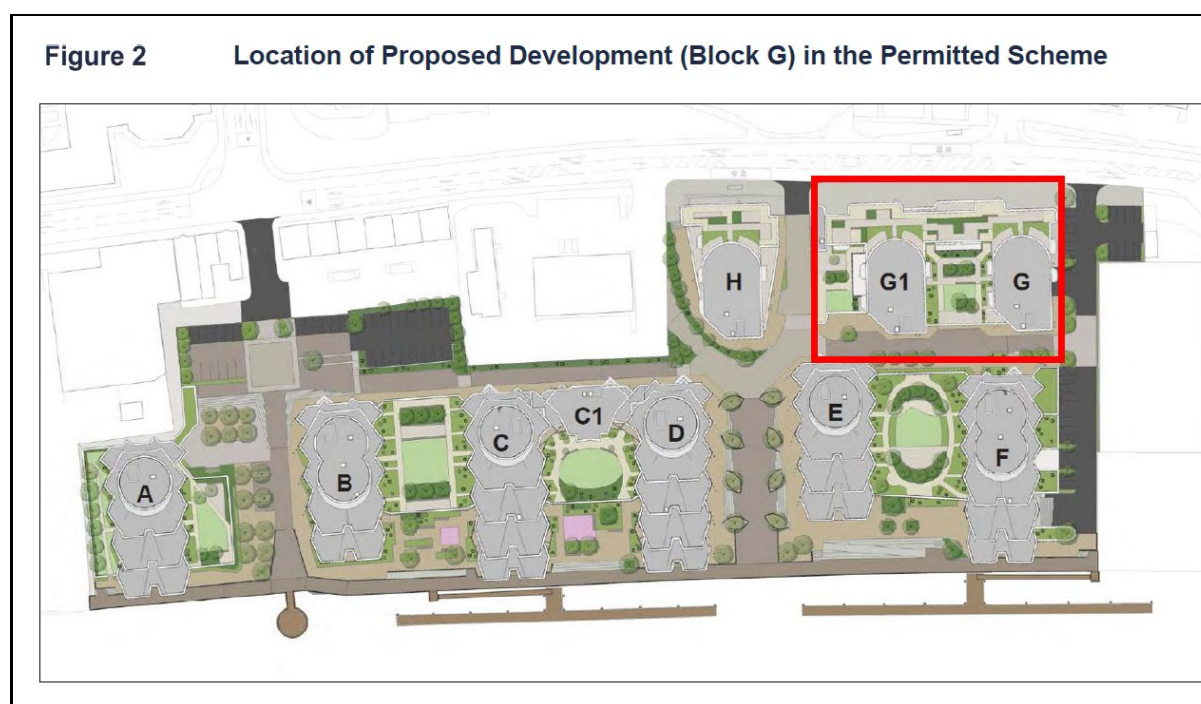 Figure 2 Location of Proposed Development (Block G) in the Permitted Scheme
H
G1
G
E
C1
C
D
F
B
A